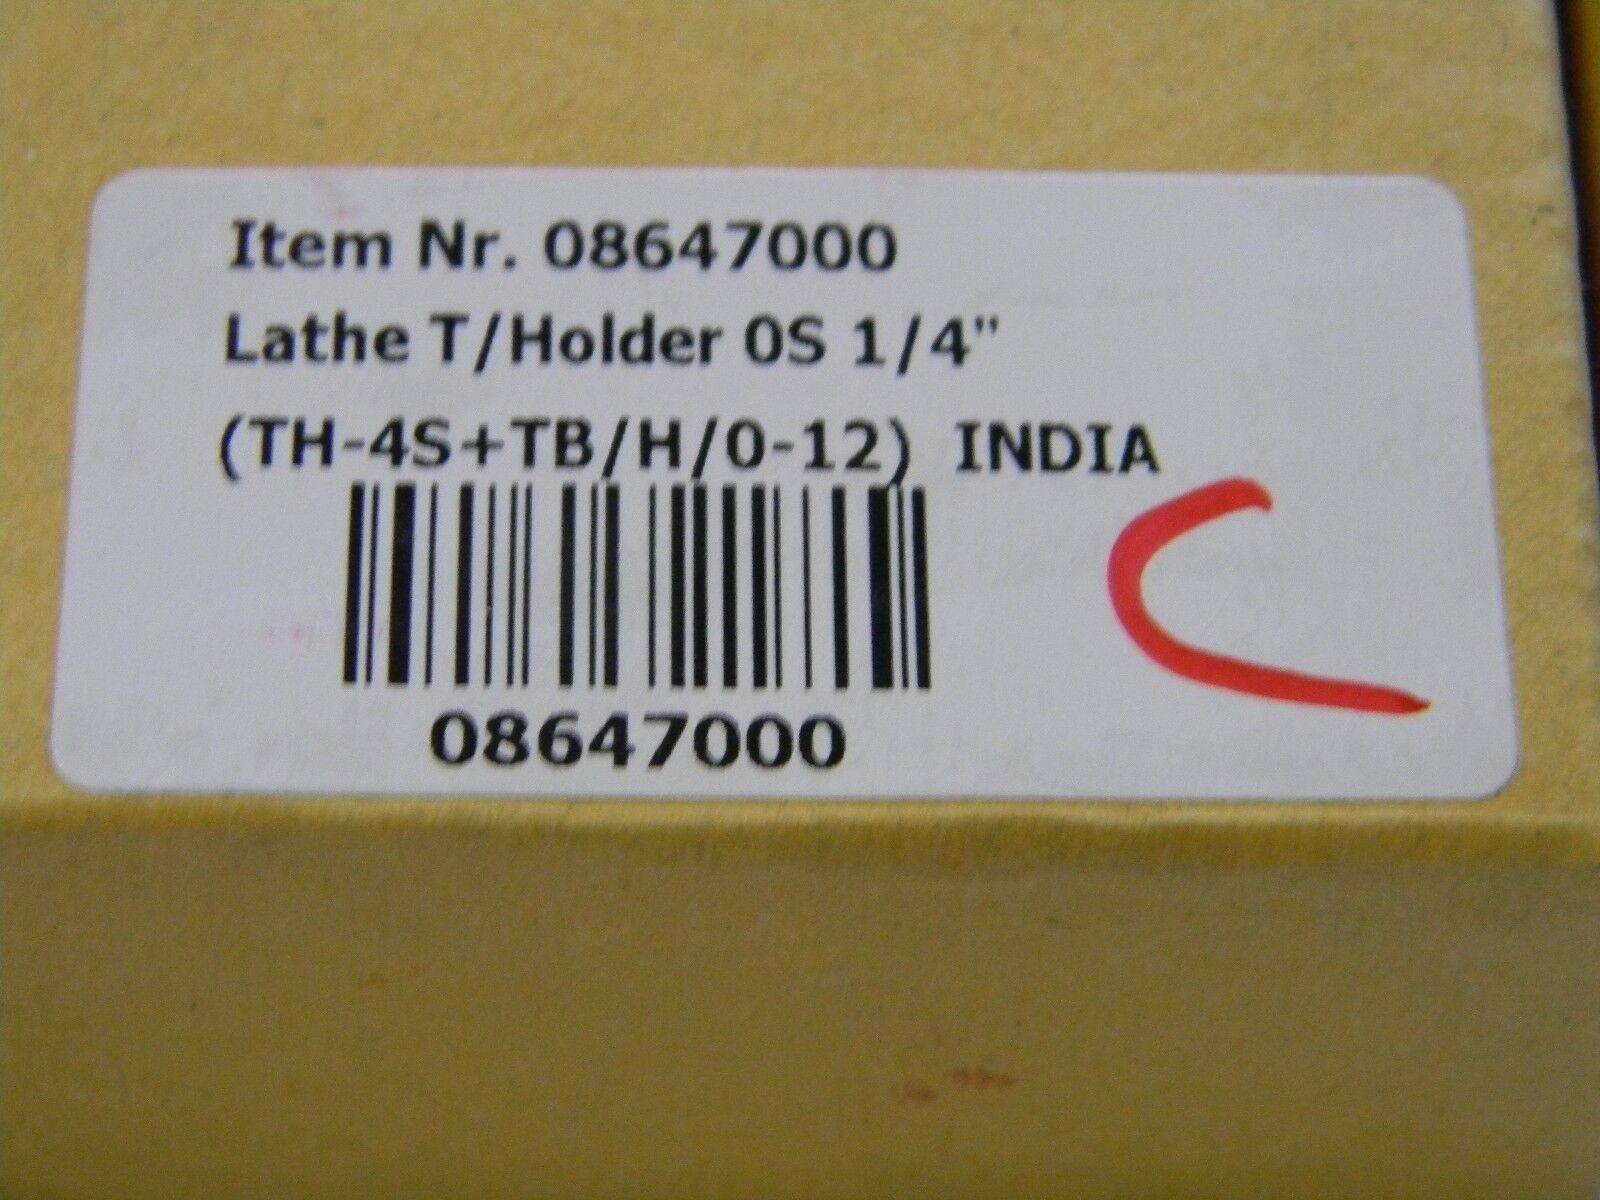 Item Nr. 08647000
Lathe T/Holder 0S 1/4"
(TH-4S+TB/H/0-12) INDIA
C
08647000